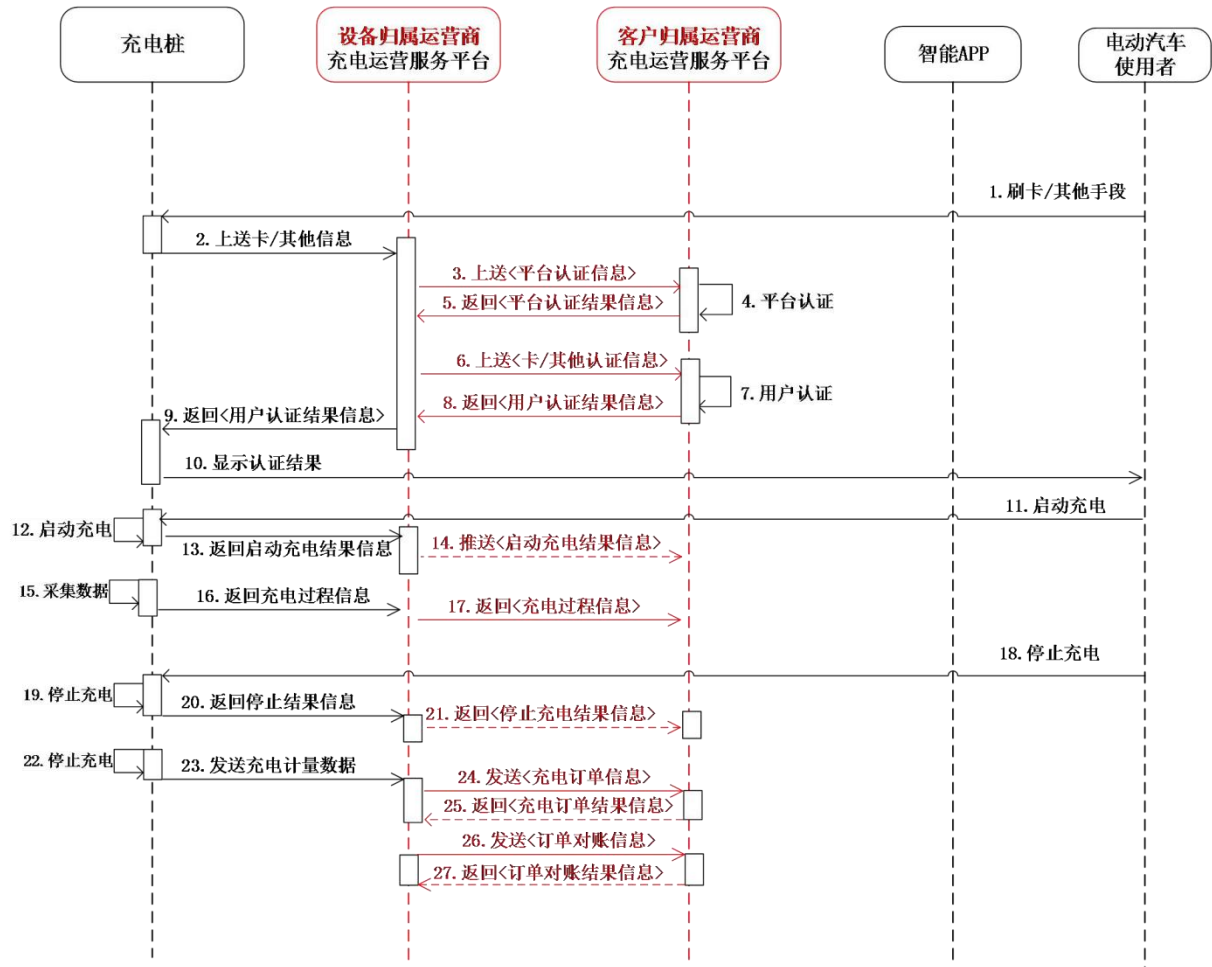 充电桩
设备归属运营商
充电运营服务平台
客户归属运营商
充电运营服务平台
智能APP
电动汽车
使用者
1.刷卡/其他手段
2.上送卡/其他信息
3.上送<平台认证信息>
4.平台认证
5.返回<平台认证结果信息>
6.上送<卡/其他认证信息>
7.用户认证
8.返回<用户认证结果信息>
9.返回<用户认证结果信息>
10.显示认证结果
11.启动充电
12.启动充电
13.返回启动充电结果信息
14.推送<启动充电结果信息>
15.采集数据
16.返回充电过程信息
17.返回<充电过程信息>
18.停止充电
19.停止充电
20.返回停止结果信息
21.返回<停止充电结果信息>
22.停止充电
23.发送充电计量数据
24.发送<充电订单信息>
25.返回<充电订单结果信息>
26.发送<订单对账信息>
27.返回<订单对账结果信息>